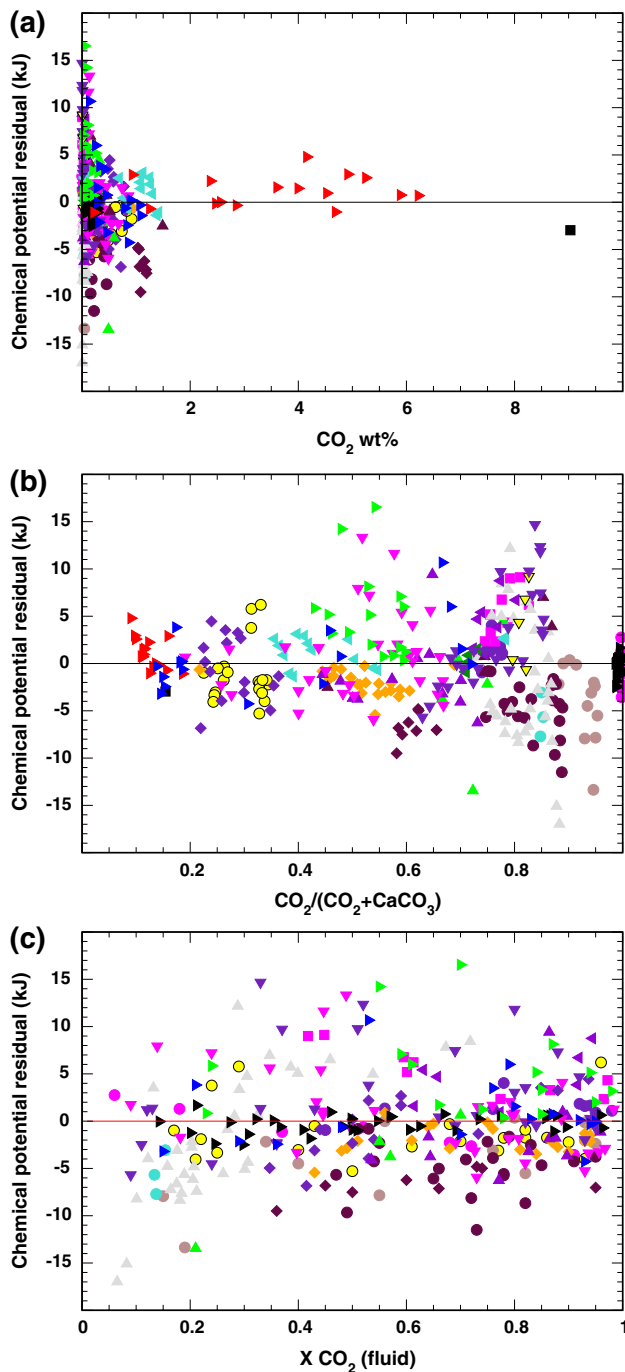 (a)
Chemical potential residual (kJ)
15
10
5
0
-5
-10
-15
2 4 6 8
CO2 wt%
(b)
Chemical potential residual (kJ)
15
10
5
0
-5
-10
-15
0.2 0.4 0.6 0.8
CO2/(CO2+CaCO3)
(c)
Chemical potential residual (kJ)
15
10
5
0
-5
-10
-15
0 0.2 0.4 0.6 0.8 1
X CO2 (fluid)